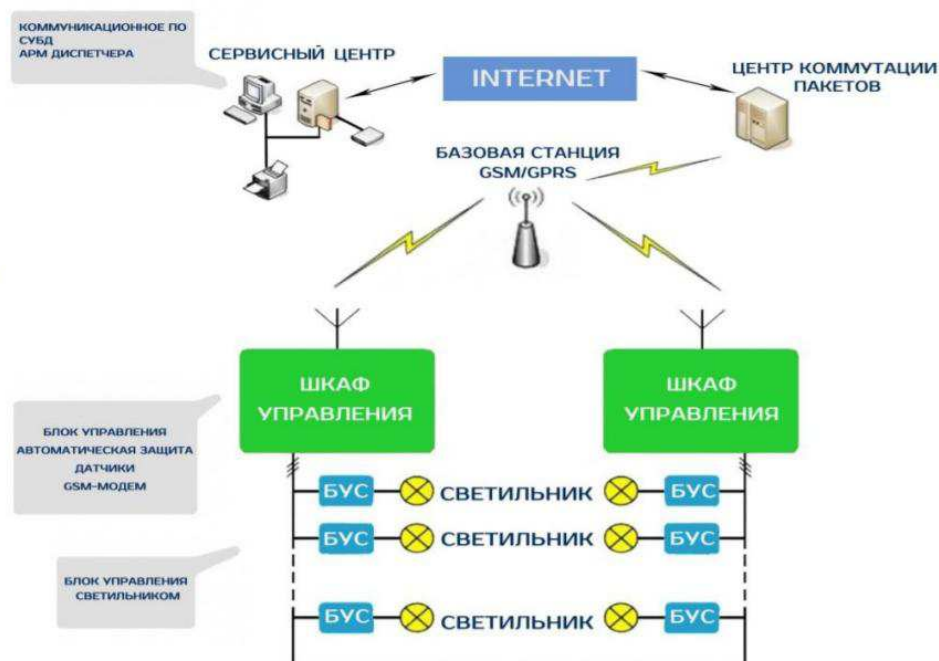 КОММУНИКАЦИОННОЕ ПО
СУБД
АРМ ДИСПЕТЧЕРА
СЕРВИСНЫЙ ЦЕНТР
INTERNET
ЦЕНТР КОММУТАЦИИ
ПАКЕТОВ
БАЗОВАЯ СТАНЦИЯ
GSM/GPRS
ШКАФ
УПРАВЛЕНИЯ
ШКАФ
УПРАВЛЕНИЯ
БЛОК УПРАВЛЕНИЯ
АВТОМАТИЧЕСКАЯ ЗАЩИТА
ДАТЧИКИ
GSM-МОДЕМ
БУС СВЕТИЛЬНИК БУС
БУС СВЕТИЛЬНИК БУС
БЛОК УПРАВЛЕНИЯ
СВЕТИЛЬНИКОМ
БУС СВЕТИЛЬНИК БУС